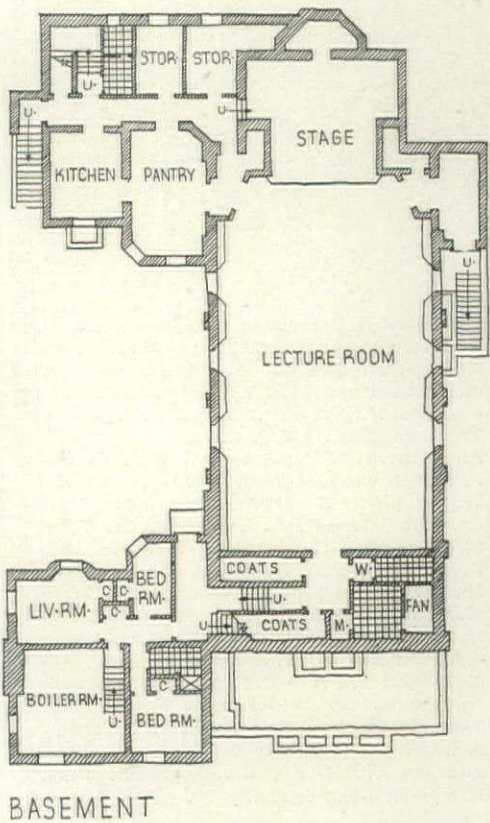 STOR· STOR·
U·
U·
U·
STAGE
KITCHEN PANTRY
U·
LECTURE ROOM
COATS W·
BED RM·
C· C·
C·
LIV·RM·
U·
FAN
U·
COATS M·
BOILER RM·
C·
U·
BED RM·
BASEMENT